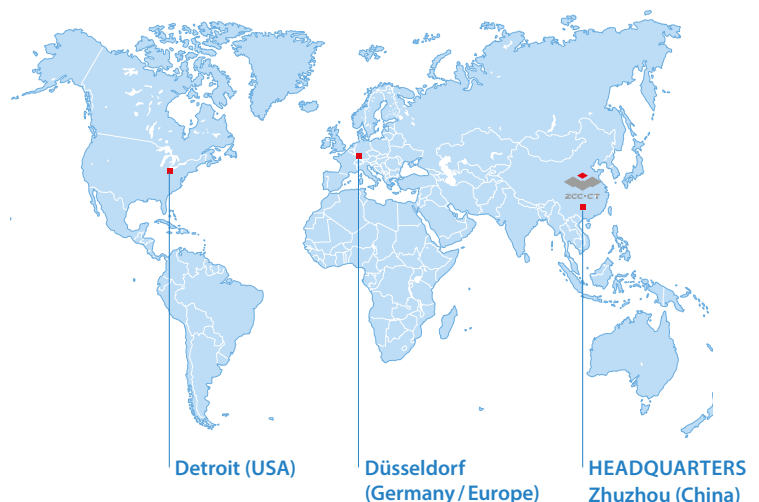 ZCC·CT
Detroit (USA)
Düsseldorf
(Germany / Europe)
HEADQUARTERS
Zhuzhou (China)